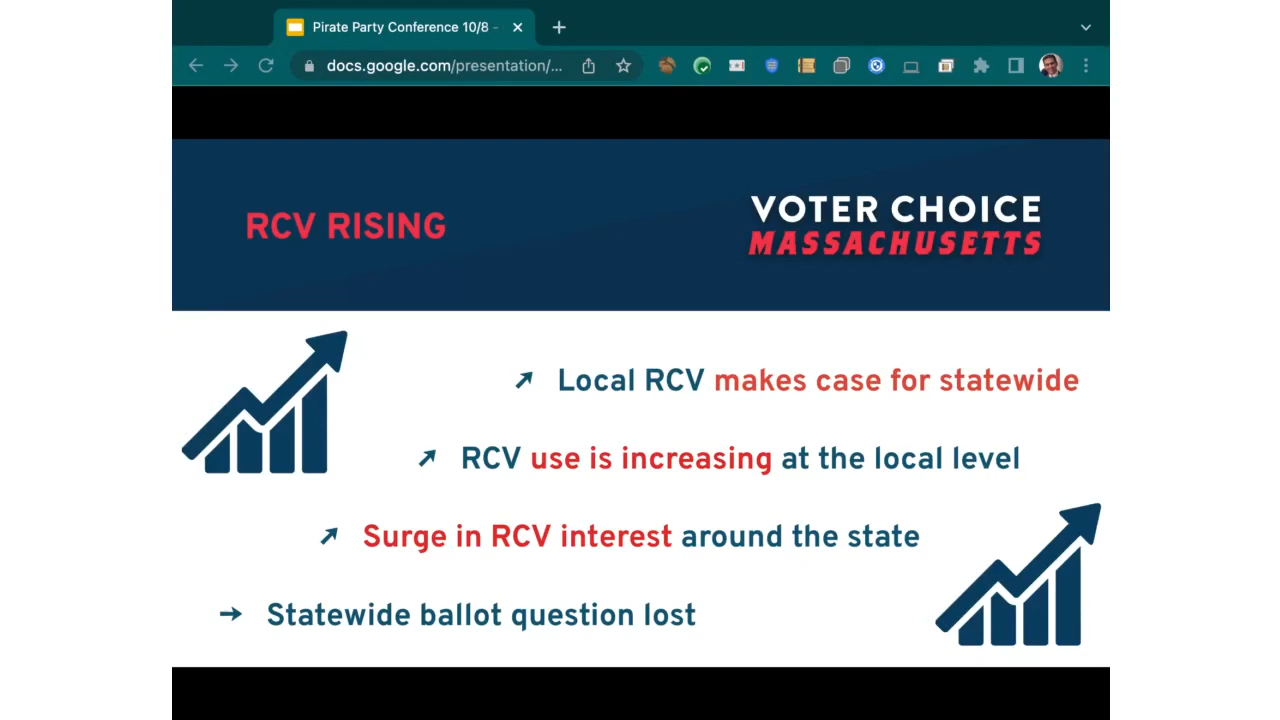 Pirate Party Conference 10/8 -
docs.google.com/presentation/...
RCV RISING
VOTER CHOICE
MASSACHUSETTS
Local RCV makes case for statewide
RCV use is increasing at the local level
Surge in RCV interest around the state
Statewide ballot question lost